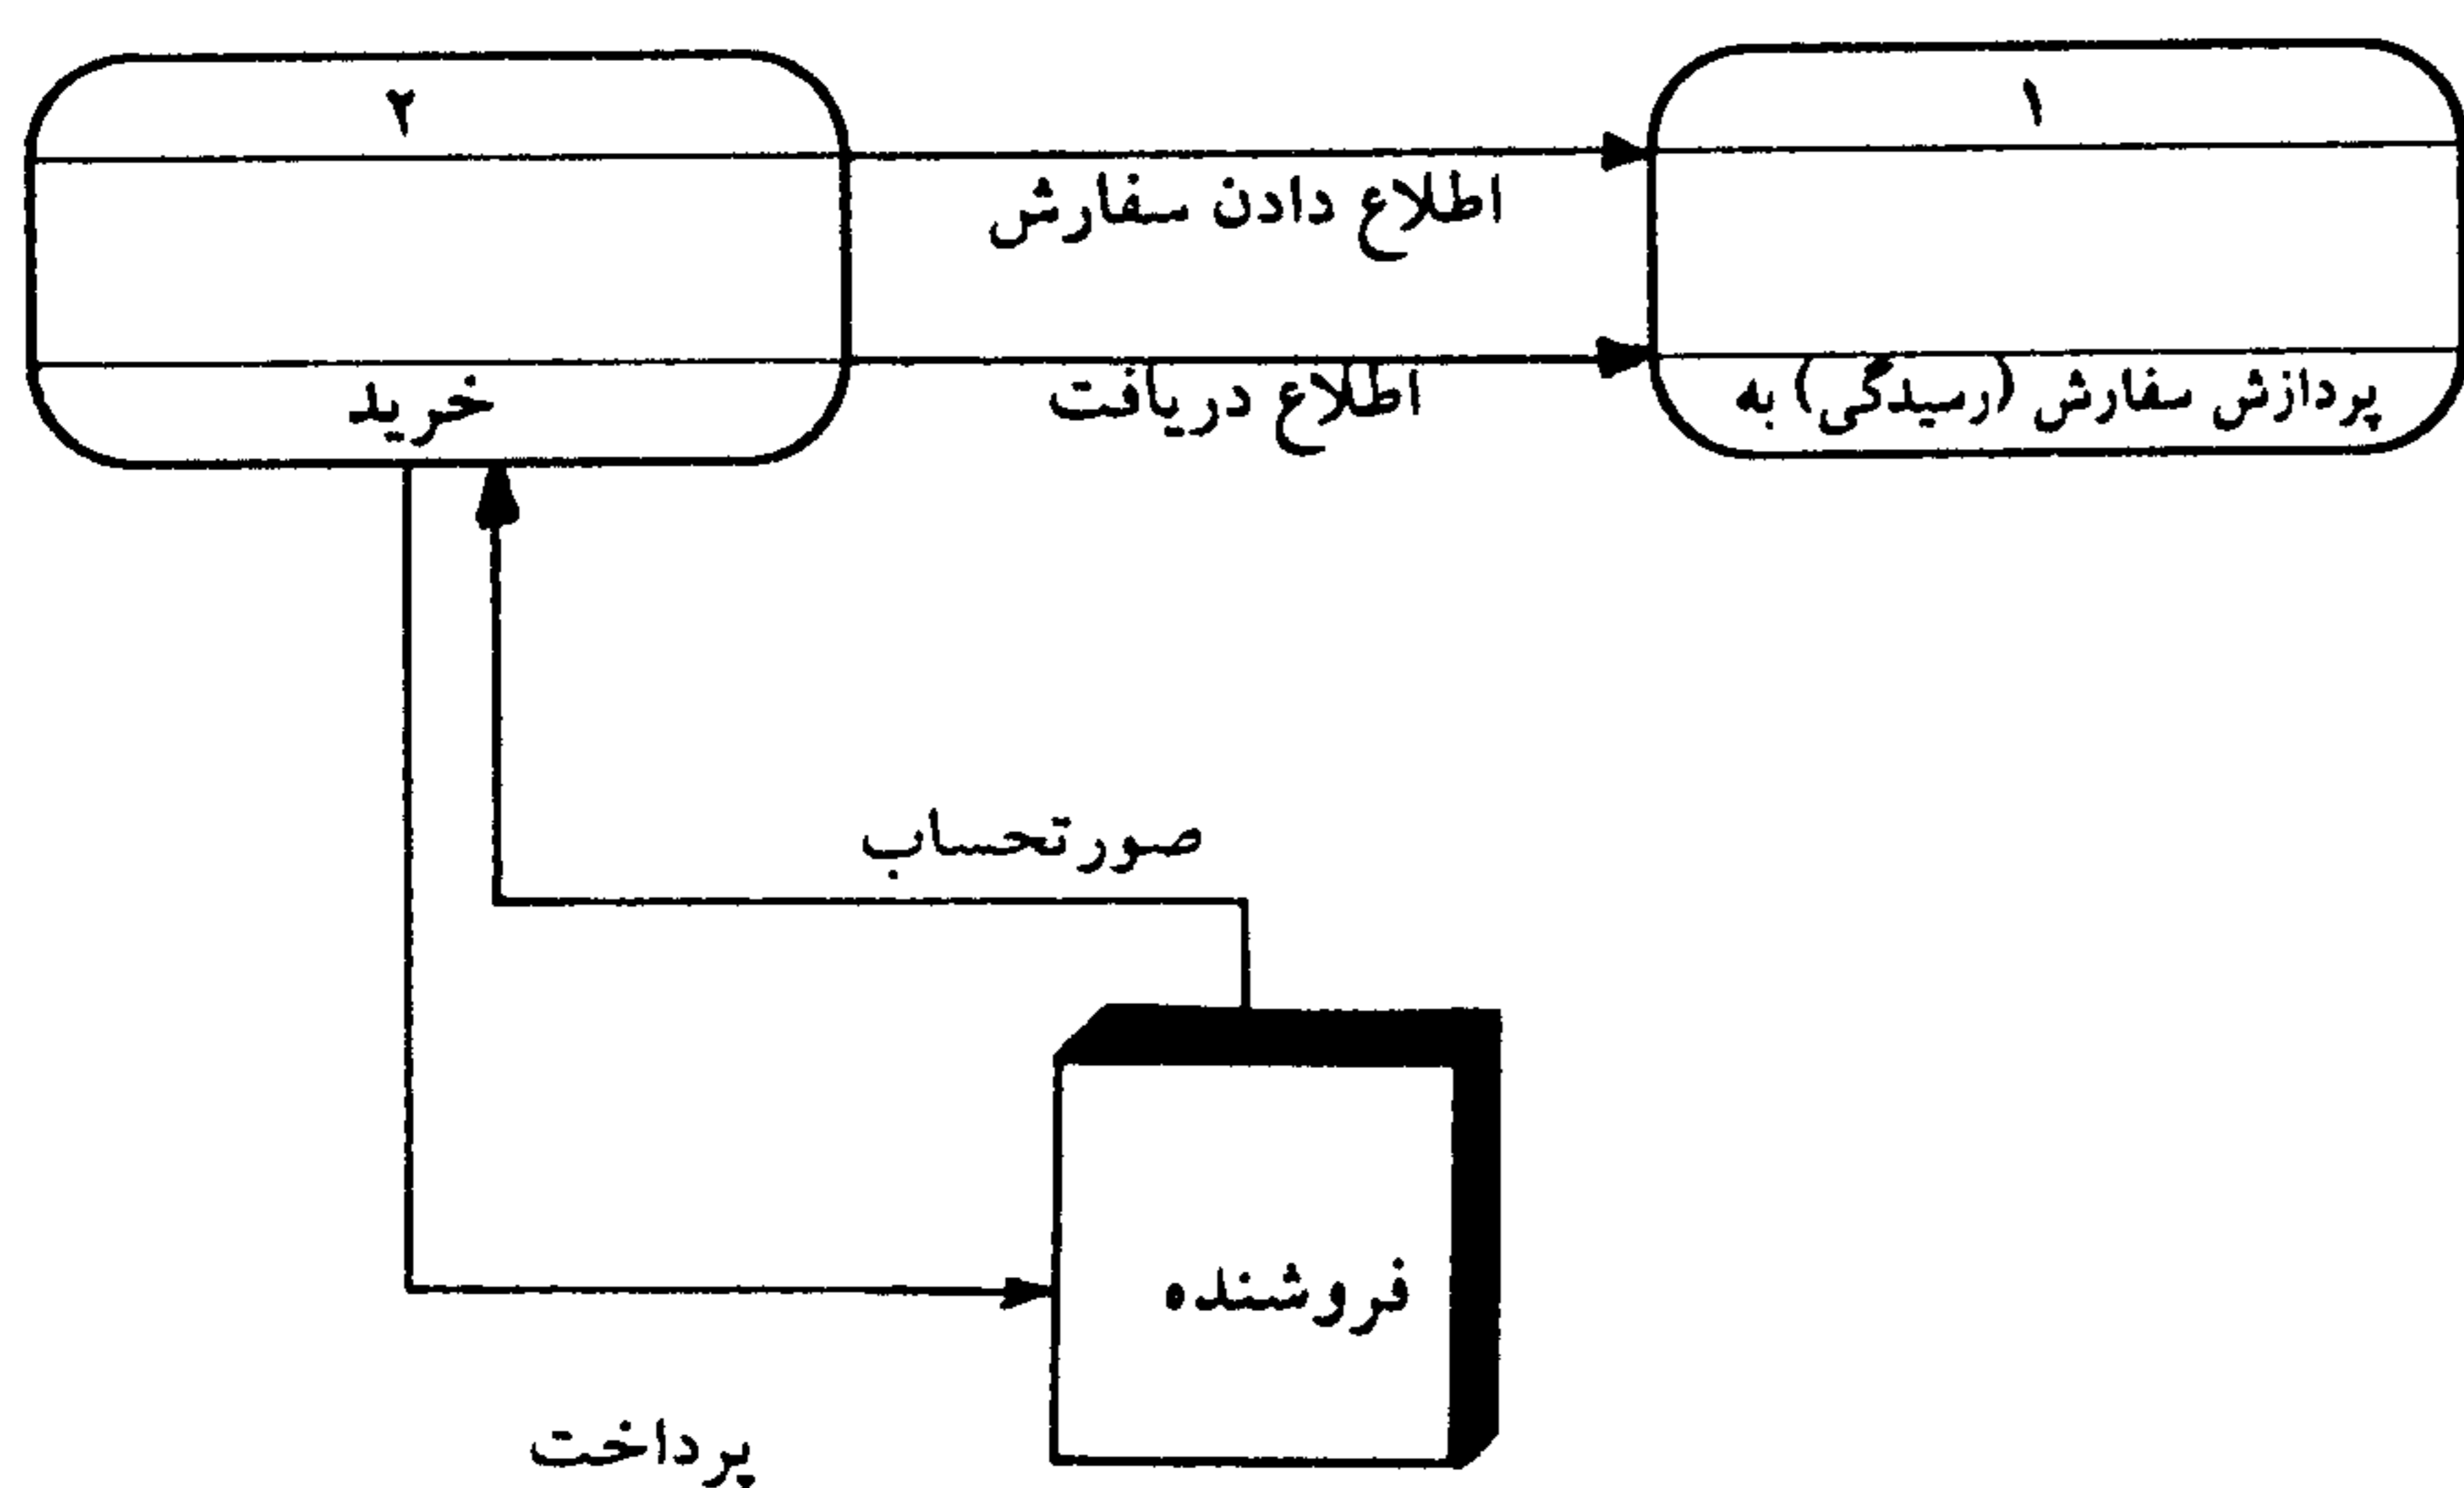 ۱
۲
اطلاع دادن سفارش
پردازش سفارش (رسیدگی) به
اطلاع دریافت
خرید
صورتحساب
فروشنده
پرداخت